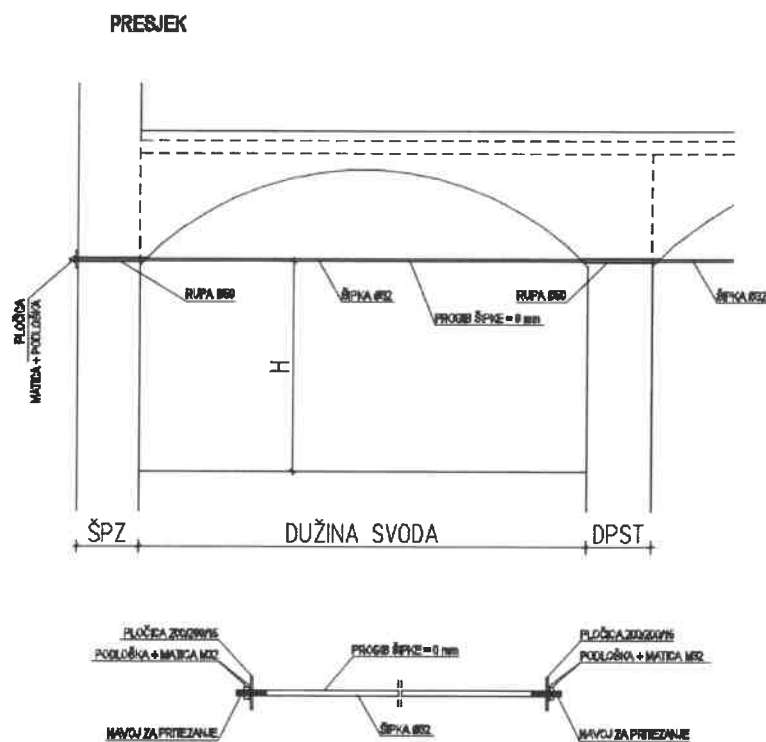 PRESJEK
RUPA Ø50
ŠIPKA Ø32
RUPA Ø50
ŠIPKA Ø32
PROGIB ŠIPKE = 0 mm
PLOČICA
MATICA + PODLOŠKA
H
ŠPZ
DUŽINA SVODA
DPST
PLOČICA 200/200/15
PODLOŠKA + MATICA M32
PROGIB ŠIPKE = 0 mm
PLOČICA 200/200/15
PODLOŠKA + MATICA M32
NAVOJ ZA PRITEZANJE
ŠIPKA Ø32
NAVOJ ZA PRITEZANJE